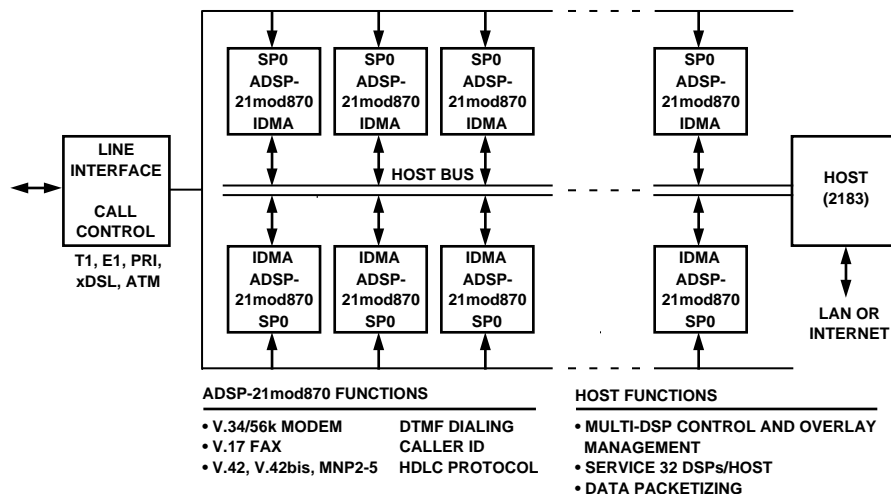 SP0
ADSP-
21mod870
IDMA
SP0
ADSP-
21mod870
IDMA
SP0
ADSP-
21mod870
IDMA
SP0
ADSP-
21mod870
IDMA
LINE
INTERFACE
CALL
CONTROL
T1, E1, PRI,
xDSL, ATM
HOST BUS
HOST
(2183)
LAN OR
INTERNET
IDMA
ADSP-
21mod870
SP0
IDMA
ADSP-
21mod870
SP0
IDMA
ADSP-
21mod870
SP0
IDMA
ADSP-
21mod870
SP0
ADSP-21mod870 FUNCTIONS
• V.34/56k MODEM DTMF DIALING
• V.17 FAX CALLER ID
• V.42, V.42bis, MNP2-5 HDLC PROTOCOL
HOST FUNCTIONS
• MULTI-DSP CONTROL AND OVERLAY
MANAGEMENT
• SERVICE 32 DSPs/HOST
• DATA PACKETIZING